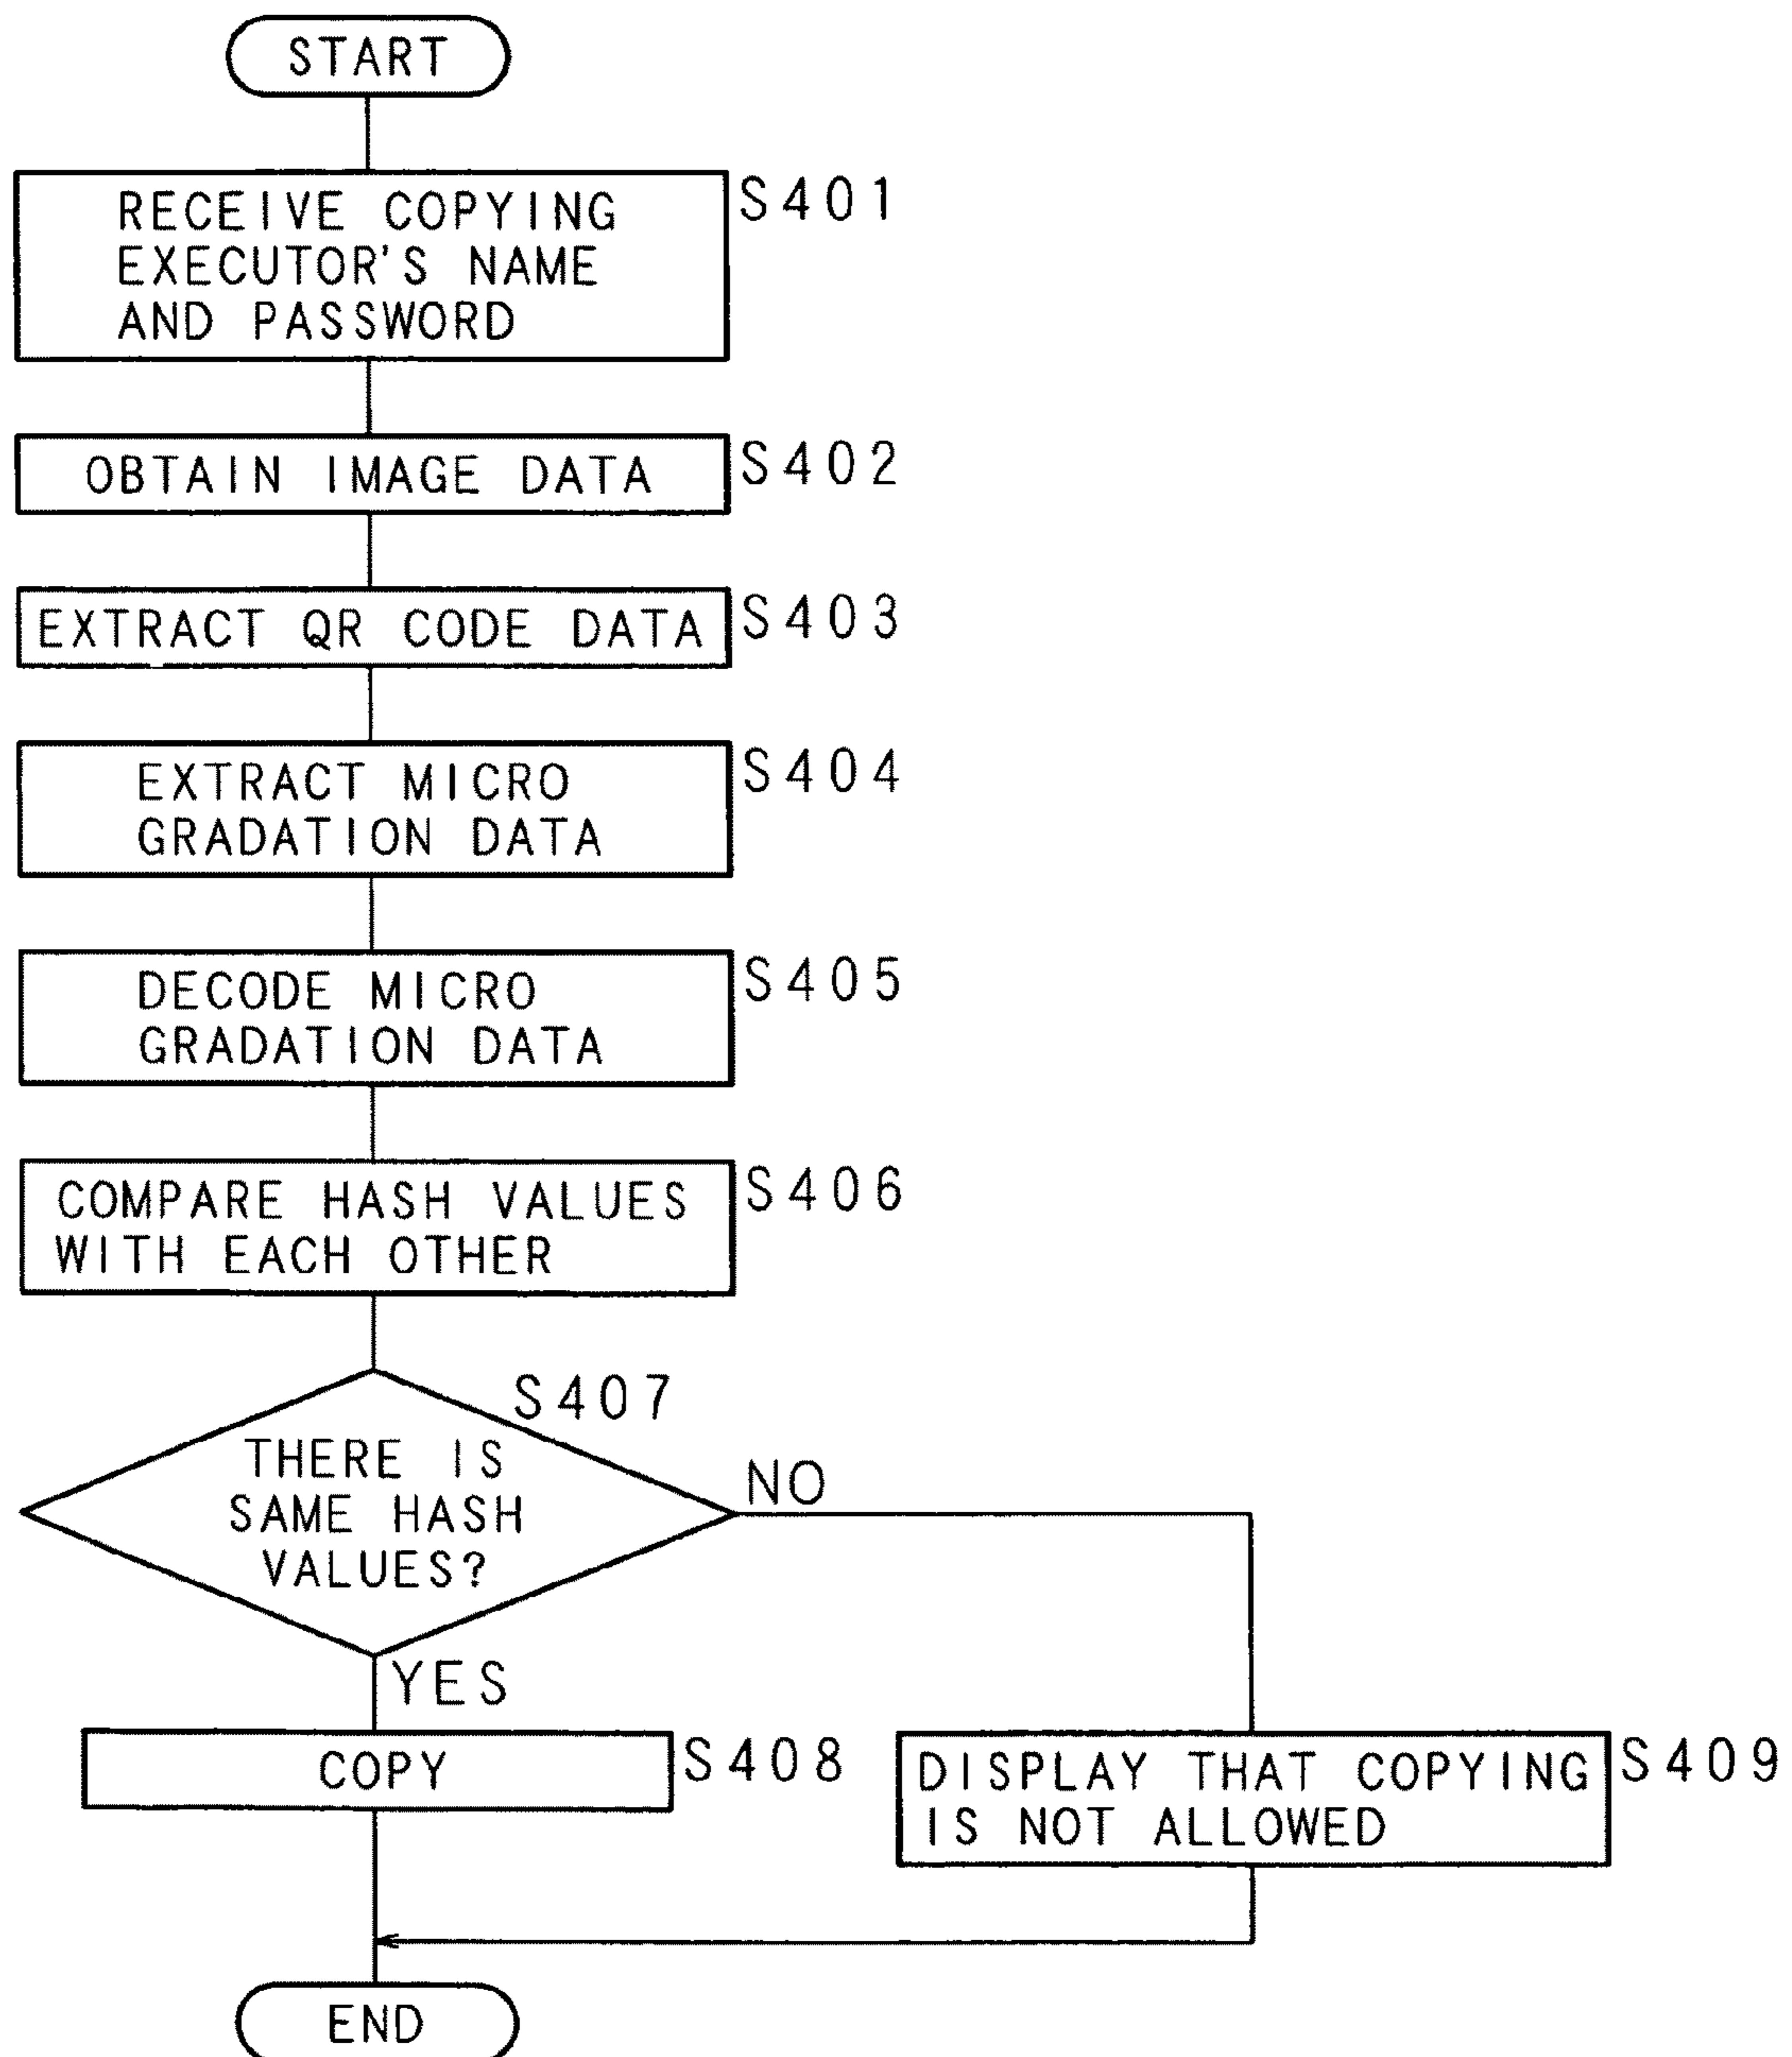 START
RECEIVE COPYING
EXECUTOR'S NAME
AND PASSWORD
S401
OBTAIN IMAGE DATA
S402
EXTRACT QR CODE DATA
S403
EXTRACT MICRO
GRADATION DATA
S404
DECODE MICRO
GRADATION DATA
S405
COMPARE HASH VALUES
WITH EACH OTHER
S406
S407
THERE IS
SAME HASH
VALUES?
NO
YES
COPY
S408
DISPLAY THAT COPYING
IS NOT ALLOWED
S409
END